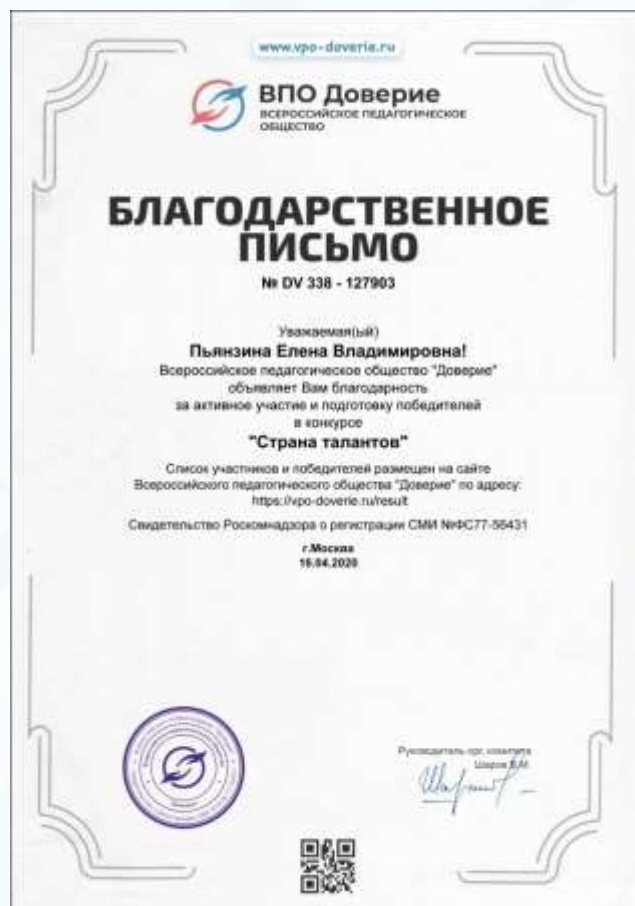 www.vpo-doverie.ru
ВПО Доверие
ВСЕРОССИЙСКОЕ ПЕДАГОГИЧЕСКОЕ
ОБЩЕСТВО
БЛАГОДАРСТВЕННОЕ
ПИСЬМО
№ DV 338 - 127903
Уважаемая(ый)
Пьянзина Елена Владимировна!
Всероссийское педагогическое общество "Доверие"
объявляет Вам благодарность
за активное участие и подготовку победителей
в конкурсе
"Страна талантов"
Список участников и победителей размещен на сайте
Всероссийского педагогического общества "Доверие" по адресу:
https://vpo-doverie.ru/result
Свидетельство Роскомнадзора о регистрации СМИ №ФС77-56431
г.Москва
16.04.2020
Руководитель орг. комитета
Шаров В.М.